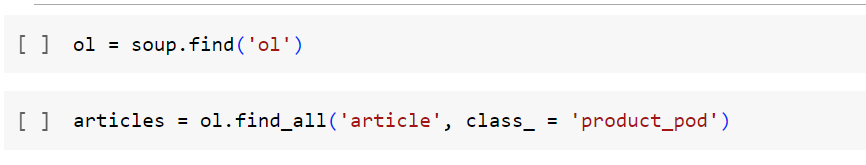 [ ] ol = soup.find('ol')
[ ] articles = ol.find_all('article', class_ = 'product_pod')